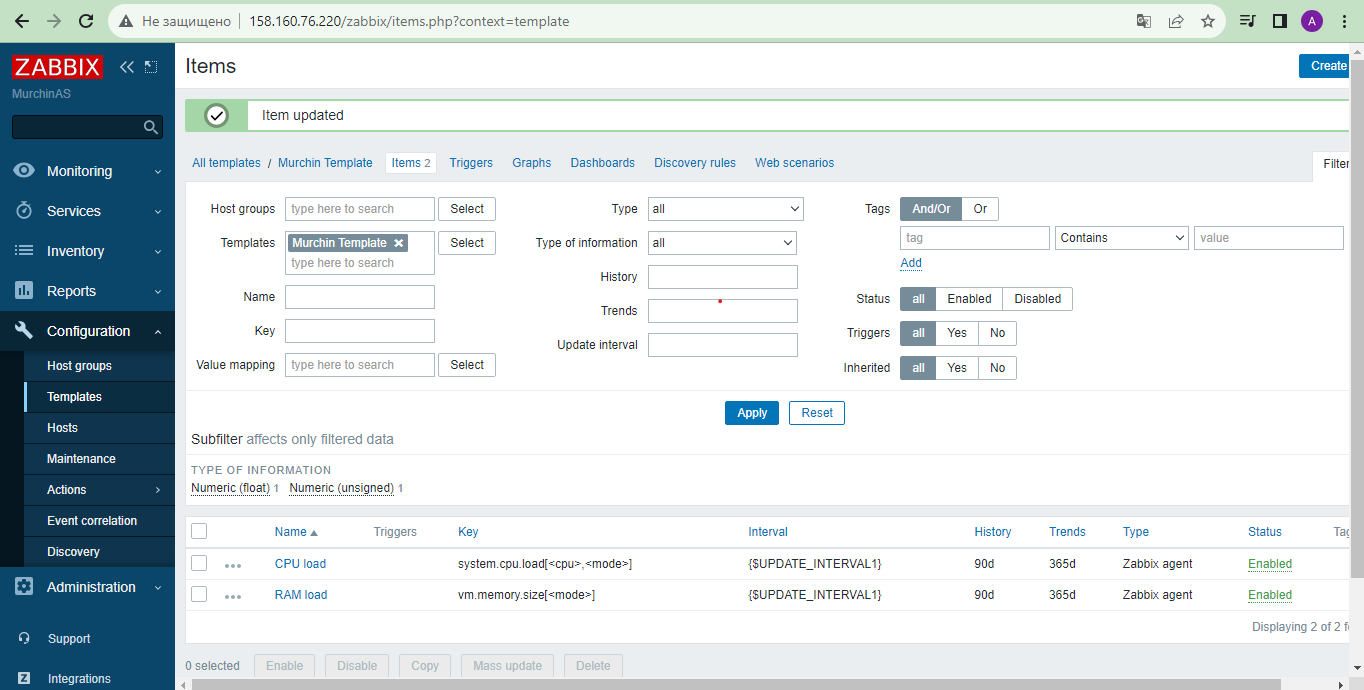 Не защищено 158.160.76.220/zabbix/items.php?context=template A
ZABBIX
MurchinAS
Monitoring
Services
Inventory
Reports
Configuration
Host groups
Templates
Hosts
Maintenance
Actions
Event correlation
Discovery
Administration
Support
Integrations
Items
Create
Item updated
All templates / Murchin Template Items 2 Triggers Graphs Dashboards Discovery rules Web scenarios
Filter
Host groups type here to search Select
Templates Murchin Template Select
type here to search
Name
Key
Value mapping type here to search Select
Type all
Type of information all
History
Trends
Update interval
Tags And/Or Or
tag Contains value
Add
Status all Enabled Disabled
Triggers all Yes No
Inherited all Yes No
Apply Reset
Subfilter affects only filtered data
TYPE OF INFORMATION
Numeric (float) 1 Numeric (unsigned) 1
Name Triggers Key Interval History Trends Type Status Tag
CPU load system.cpu.load[<cpu>,<mode>] {$UPDATE_INTERVAL1} 90d 365d Zabbix agent Enabled
RAM load vm.memory.size[<mode>] {$UPDATE_INTERVAL1} 90d 365d Zabbix agent Enabled
Displaying 2 of 2
0 selected Enable Disable Copy Mass update Delete